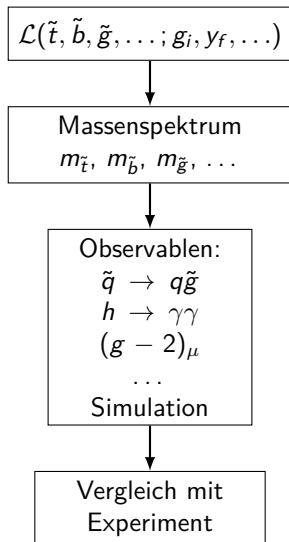 ℒ(t̃, b̃, g̃, …; gᵢ, y_f, …)
Massenspektrum
m_t̃, m_b̃, m_g̃, …
Observablen:
q̃ → qg̃
h → γγ
(g − 2)_μ
…
Simulation
Vergleich mit
Experiment